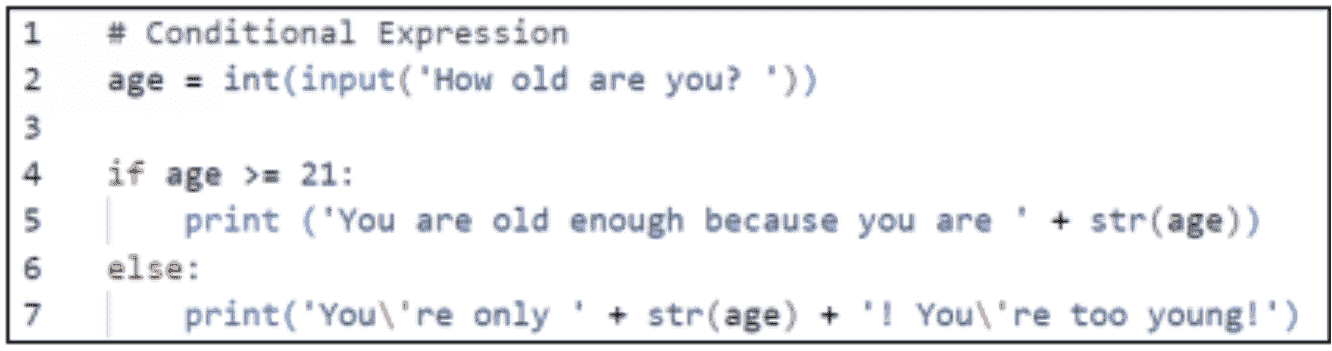 1 # Conditional Expression
2 age = int(input('How old are you? '))
3
4 if age >= 21:
5 print ('You are old enough because you are ' + str(age))
6 else:
7 print('You\'re only ' + str(age) + '! You\'re too young!')